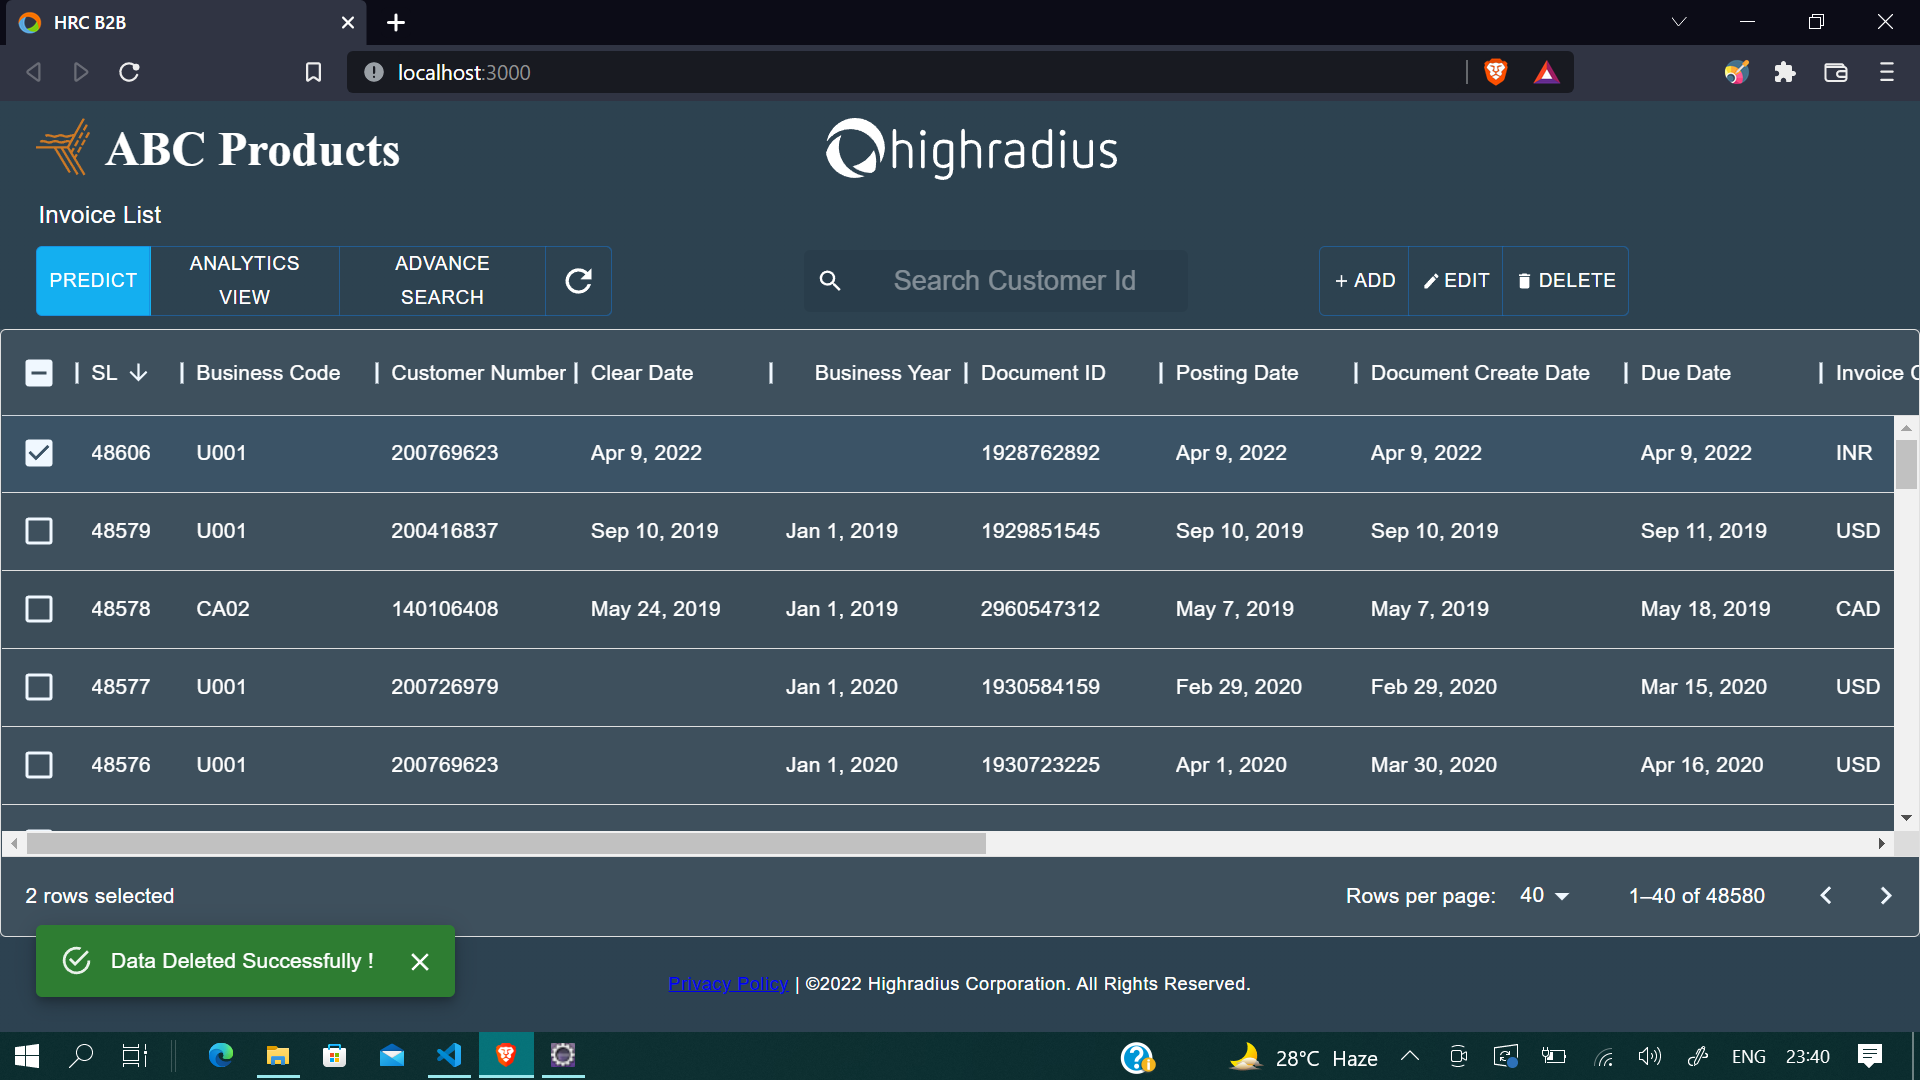 HRC B2B
localhost:3000
ABC Products
highradius
Invoice List
PREDICT
ANALYTICS
VIEW
ADVANCE
SEARCH
Search Customer Id
+ ADD
EDIT
DELETE
SL Business Code Customer Number Clear Date Business Year Document ID Posting Date Document Create Date Due Date Invoice
48606 U001 200769623 Apr 9, 2022 1928762892 Apr 9, 2022 Apr 9, 2022 Apr 9, 2022 INR
48579 U001 200416837 Sep 10, 2019 Jan 1, 2019 1929851545 Sep 10, 2019 Sep 10, 2019 Sep 11, 2019 USD
48578 CA02 140106408 May 24, 2019 Jan 1, 2019 2960547312 May 7, 2019 May 7, 2019 May 18, 2019 CAD
48577 U001 200726979 Jan 1, 2020 1930584159 Feb 29, 2020 Feb 29, 2020 Mar 15, 2020 USD
48576 U001 200769623 Jan 1, 2020 1930723225 Apr 1, 2020 Mar 30, 2020 Apr 16, 2020 USD
2 rows selected
Rows per page: 40 1–40 of 48580
Data Deleted Successfully !
Privacy Policy | ©2022 Highradius Corporation. All Rights Reserved.
28°C Haze ENG 23:40